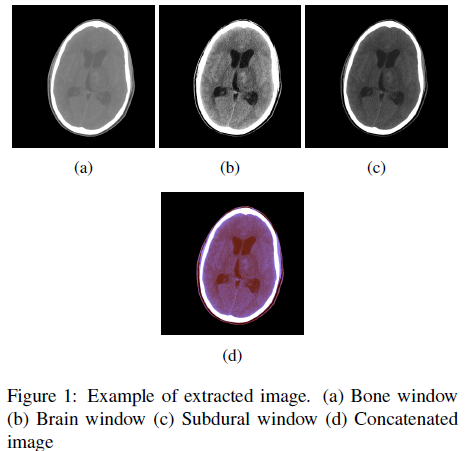 (a)
(b)
(c)
(d)
Figure 1: Example of extracted image. (a) Bone window
(b) Brain window (c) Subdural window (d) Concatenated
image